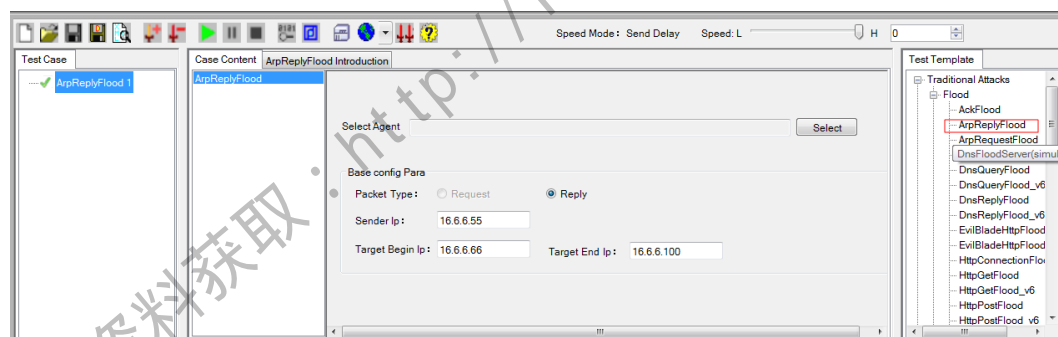 Speed Mode: Send Delay Speed: L H 0
Test Case
ArpReplyFlood 1
Case Content ArpReplyFlood Introduction
ArpReplyFlood
Select Agent Select
Base config Para
Packet Type: Request Reply
Sender Ip: 16.6.6.55
Target Begin Ip: 16.6.6.66 Target End Ip: 16.6.6.100
Test Template
Traditional Attacks
Flood
AckFlood
ArpReplyFlood
ArpRequestFlood
DnsFloodServer(simul
DnsQueryFlood
DnsQueryFlood_v6
DnsReplyFlood
DnsReplyFlood_v6
EvilBladeHttpFlood
EvilBladeHttpFlood
HttpConnectionFlo
HttpGetFlood
HttpGetFlood_v6
HttpPostFlood
HttpPostFlood_v6
资料获取:http://